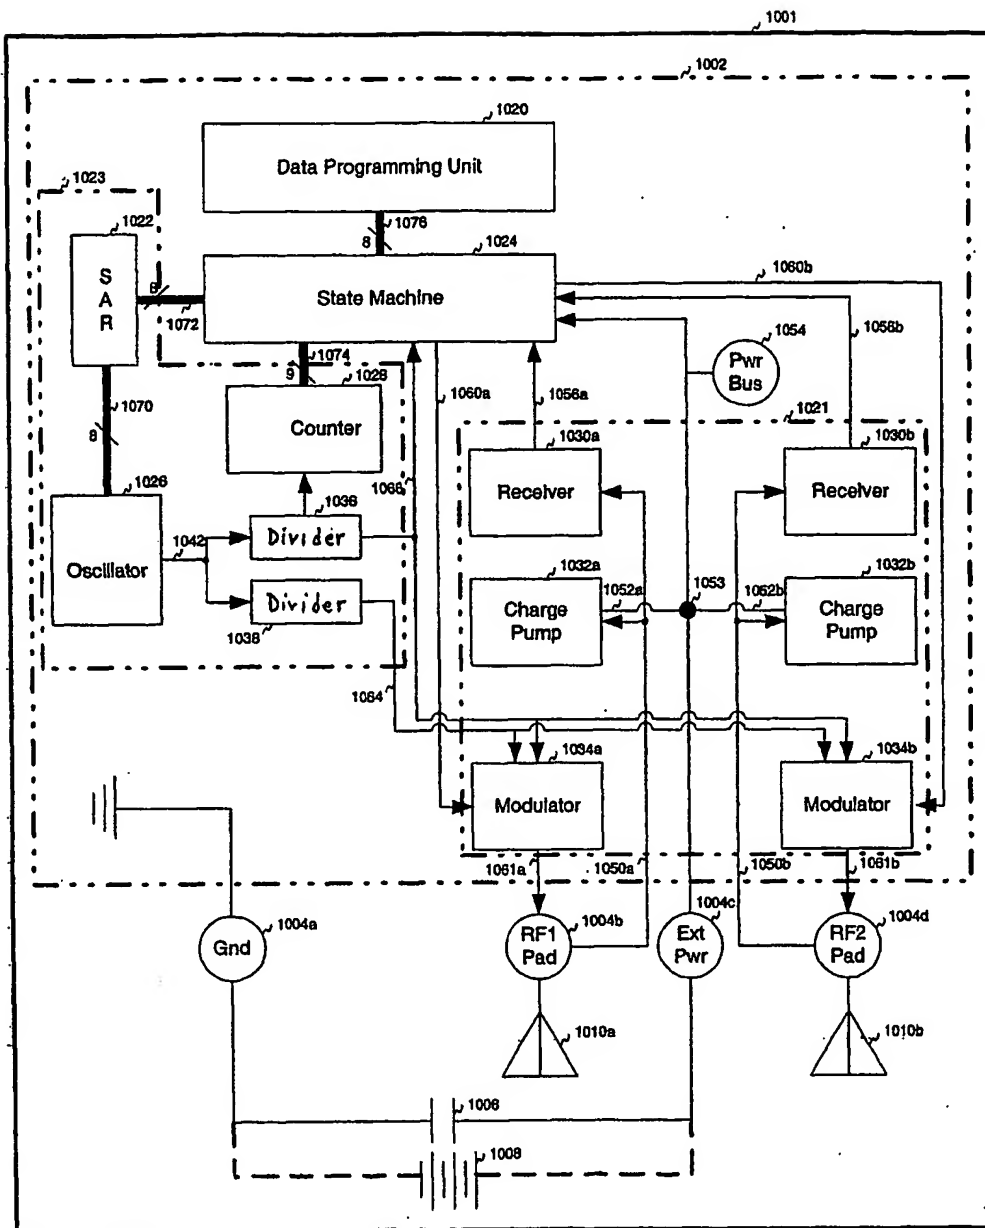 1001
1002
1020
Data Programming Unit
1023
1022
S
A
R
8
1076
1024
State Machine
8
1072
1060b
1056b
1054
Pwr
Bus
1074
9
1028
Counter
1060a
1056a
1021
1070
8
1030a
Receiver
1030b
Receiver
1026
Oscillator
1042
1036
Divider
1066
Divider
1038
1032a
Charge
Pump
1052a
1053
1052b
1032b
Charge
Pump
1064
1034a
Modulator
1034b
Modulator
1061a
1050a
1050b
1061b
1004a
Gnd
1004b
RF1
Pad
1004c
Ext
Pwr
1004d
RF2
Pad
1010a
1010b
1006
1008